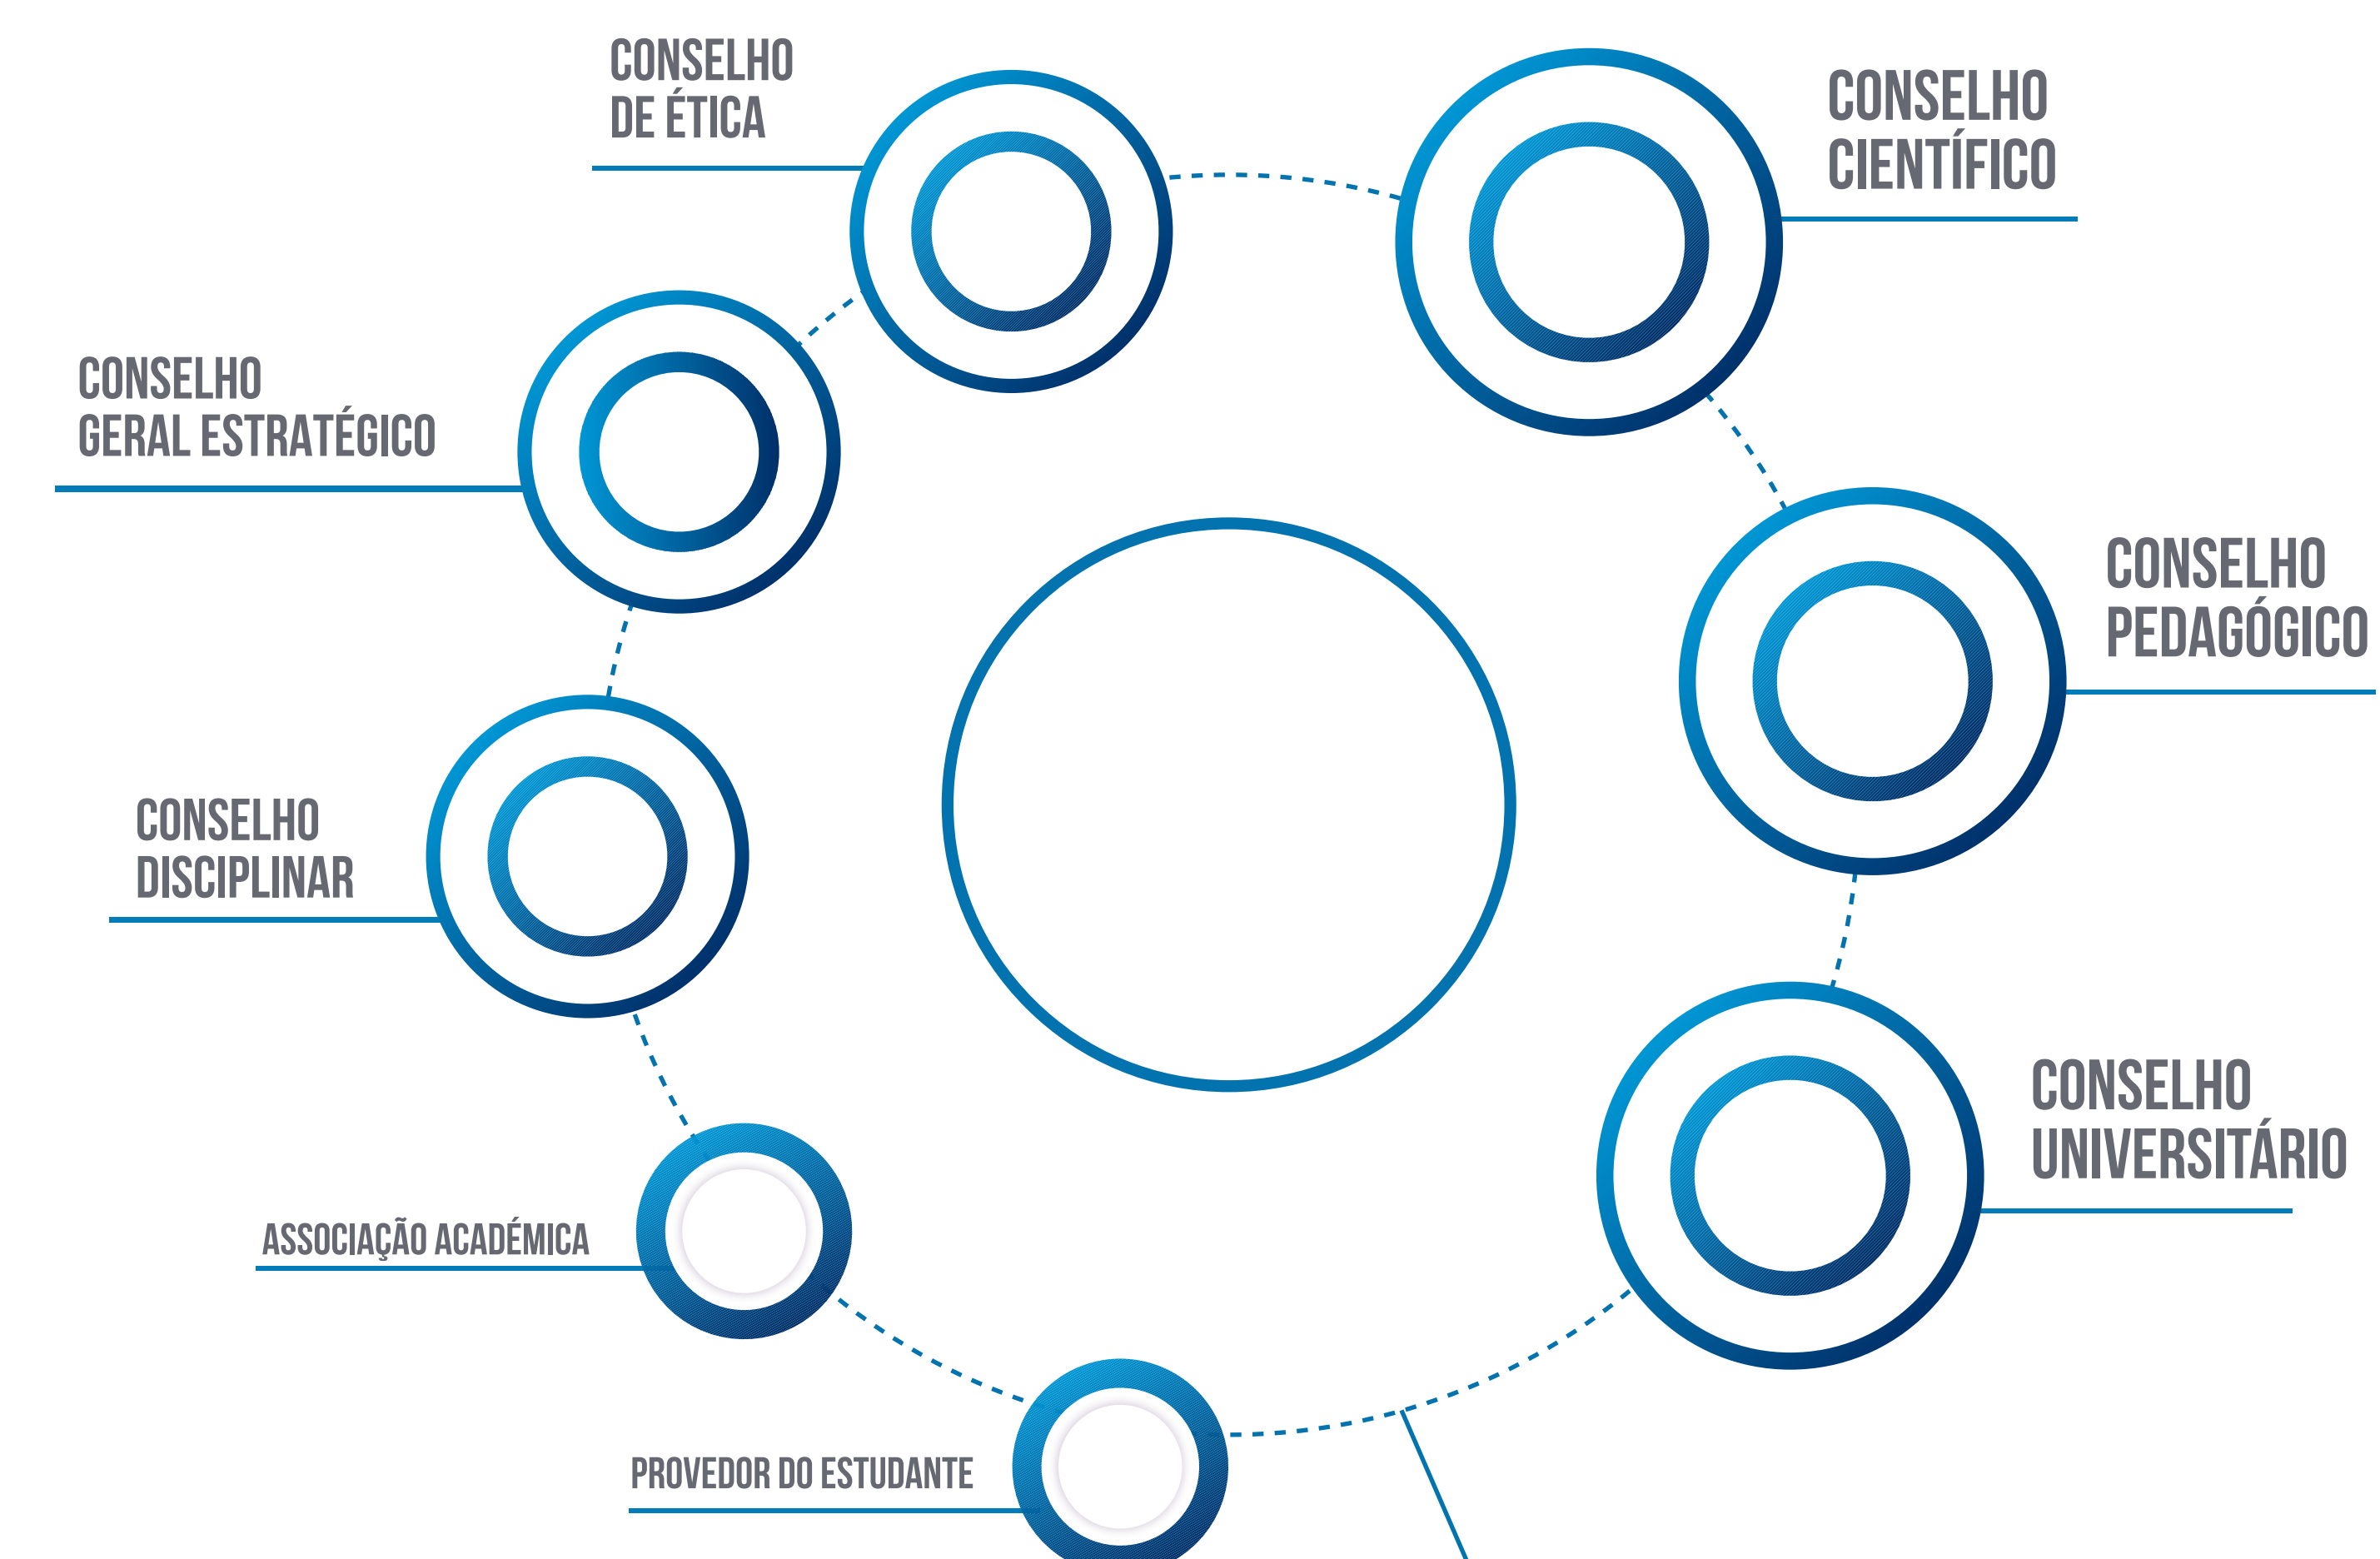 CONSELHO
DE ÉTICA
CONSELHO
CIENTÍFICO
CONSELHO
GERAL ESTRATÉGICO
CONSELHO
PEDAGÓGICO
CONSELHO
DISCIPLINAR
CONSELHO
UNIVERSITÁRIO
ASSOCIAÇÃO ACADÉMICA
PROVEDOR DO ESTUDANTE